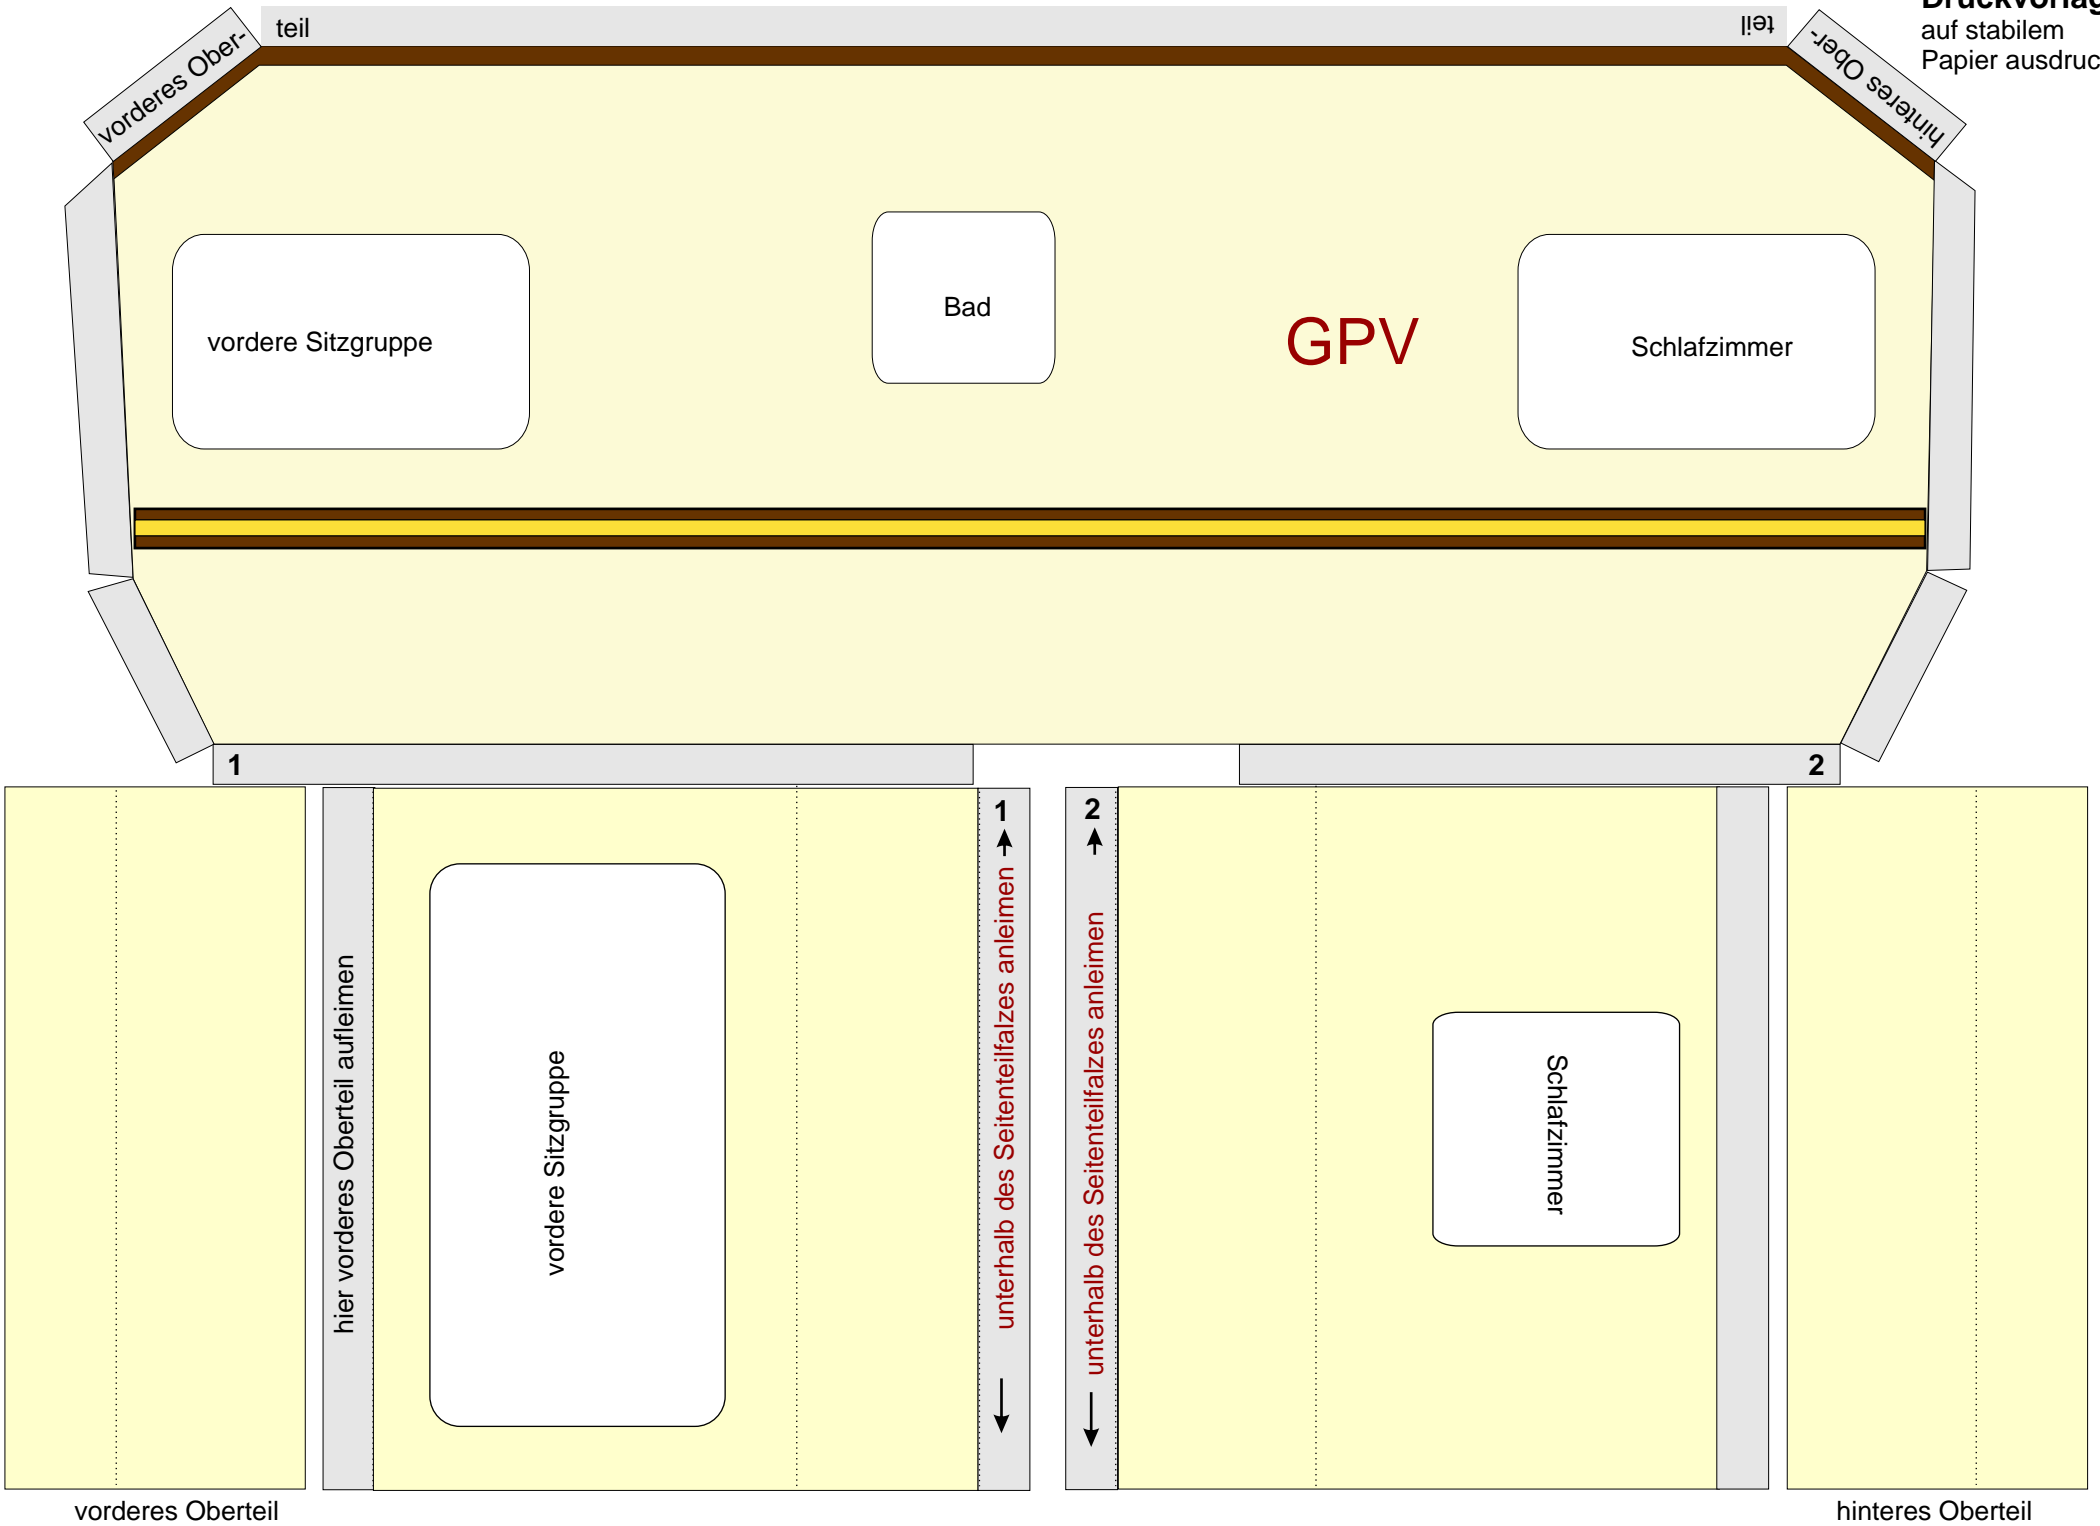 Druckvorlag
auf stabilem
Papier ausdruc
vorderes Ober-
teil
teil
hinteres Ober-
vordere Sitzgruppe
Bad
GPV
Schlafzimmer
1
2
hier vorderes Oberteil aufleimen
vordere Sitzgruppe
1
unterhalb des Seitenteilfalzes anleimen
2
unterhalb des Seitenteilfalzes anleimen
Schlafzimmer
vorderes Oberteil
hinteres Oberteil